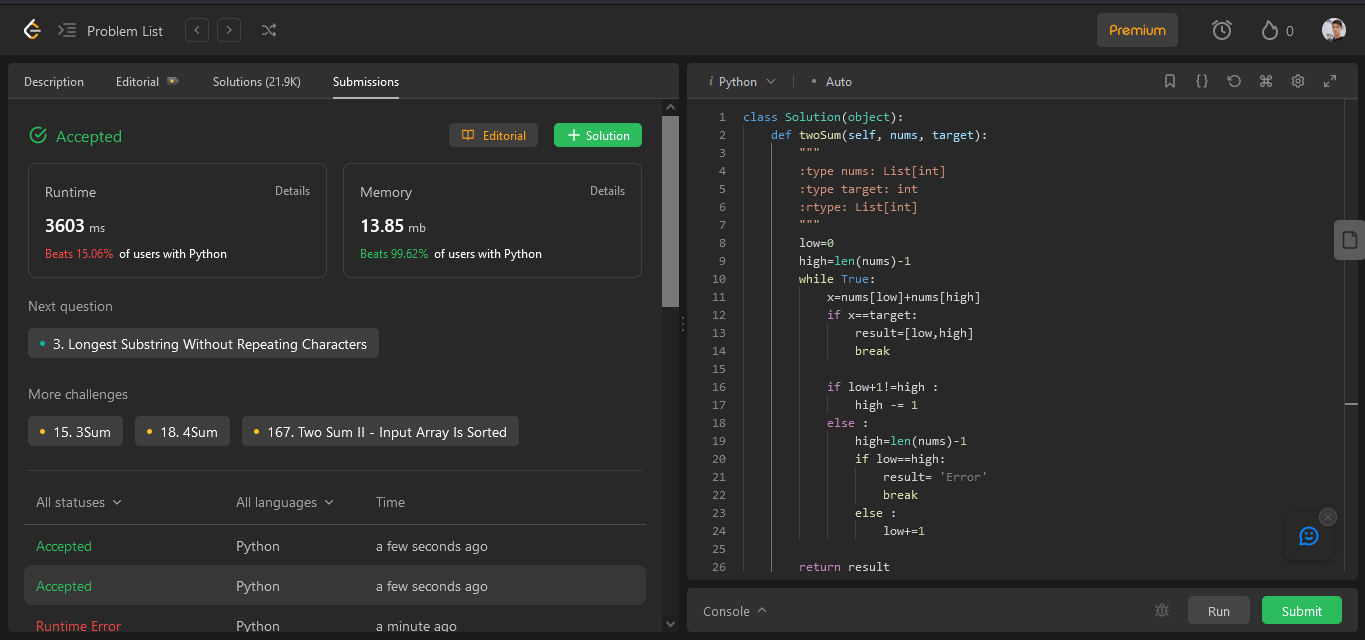 Problem List
Premium
0
Description Editorial Solutions (21.9K) Submissions
Accepted
Editorial
+ Solution
Runtime Details
3603 ms
Beats 15.06% of users with Python
Memory Details
13.85 mb
Beats 99.62% of users with Python
Next question
3. Longest Substring Without Repeating Characters
More challenges
15. 3Sum 18. 4Sum 167. Two Sum II - Input Array Is Sorted
All statuses All languages Time
Accepted Python a few seconds ago
Accepted Python a few seconds ago
Runtime Error Python a minute ago
i Python • Auto
1 class Solution(object):
2 def twoSum(self, nums, target):
3 """
4 :type nums: List[int]
5 :type target: int
6 :rtype: List[int]
7 """
8 low=0
9 high=len(nums)-1
10 while True:
11 x=nums[low]+nums[high]
12 if x==target:
13 result=[low,high]
14 break
15
16 if low+1!=high :
17 high -= 1
18 else :
19 high=len(nums)-1
20 if low==high:
21 result= 'Error'
22 break
23 else :
24 low+=1
25
26 return result
Console
Run
Submit